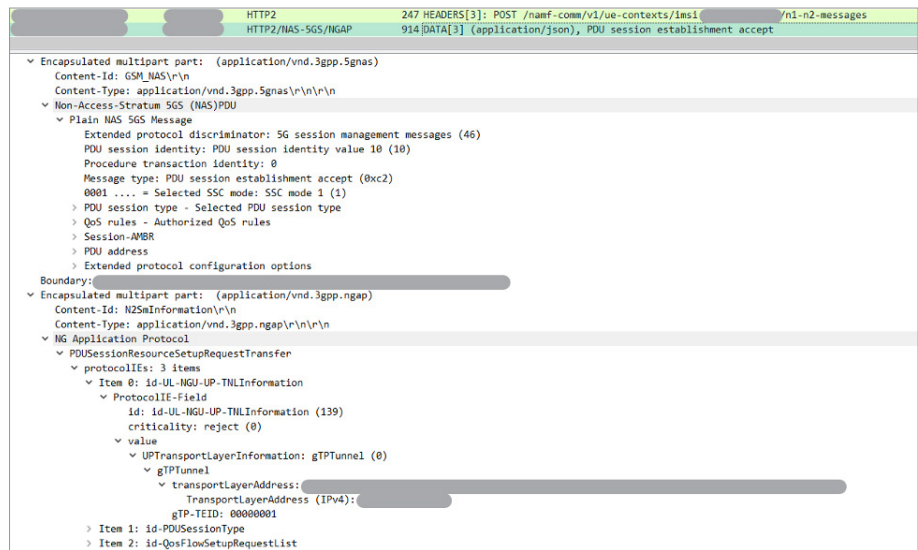 HTTP2 247 HEADERS[3]: POST /namf-comm/v1/ue-contexts/imsi /n1-n2-messages
HTTP2/NAS-5GS/NGAP 914 DATA[3] (application/json), PDU session establishment accept
Encapsulated multipart part: (application/vnd.3gpp.5gnas)
Content-Id: GSM_NAS\r\n
Content-Type: application/vnd.3gpp.5gnas\r\n\r\n
Non-Access-Stratum 5GS (NAS)PDU
Plain NAS 5GS Message
Extended protocol discriminator: 5G session management messages (46)
PDU session identity: PDU session identity value 10 (10)
Procedure transaction identity: 0
Message type: PDU session establishment accept (0xc2)
0001 .... = Selected SSC mode: SSC mode 1 (1)
PDU session type - Selected PDU session type
QoS rules - Authorized QoS rules
Session-AMBR
PDU address
Extended protocol configuration options
Boundary:
Encapsulated multipart part: (application/vnd.3gpp.ngap)
Content-Id: N2SmInformation\r\n
Content-Type: application/vnd.3gpp.ngap\r\n\r\n
NG Application Protocol
PDUSessionResourceSetupRequestTransfer
protocolIEs: 3 items
Item 0: id-UL-NGU-UP-TNLInformation
ProtocolIE-Field
id: id-UL-NGU-UP-TNLInformation (139)
criticality: reject (0)
value
UPTransportLayerInformation: gTPTunnel (0)
gTPTunnel
transportLayerAddress:
TransportLayerAddress (IPv4):
gTP-TEID: 00000001
Item 1: id-PDUSessionType
Item 2: id-QosFlowSetupRequestList